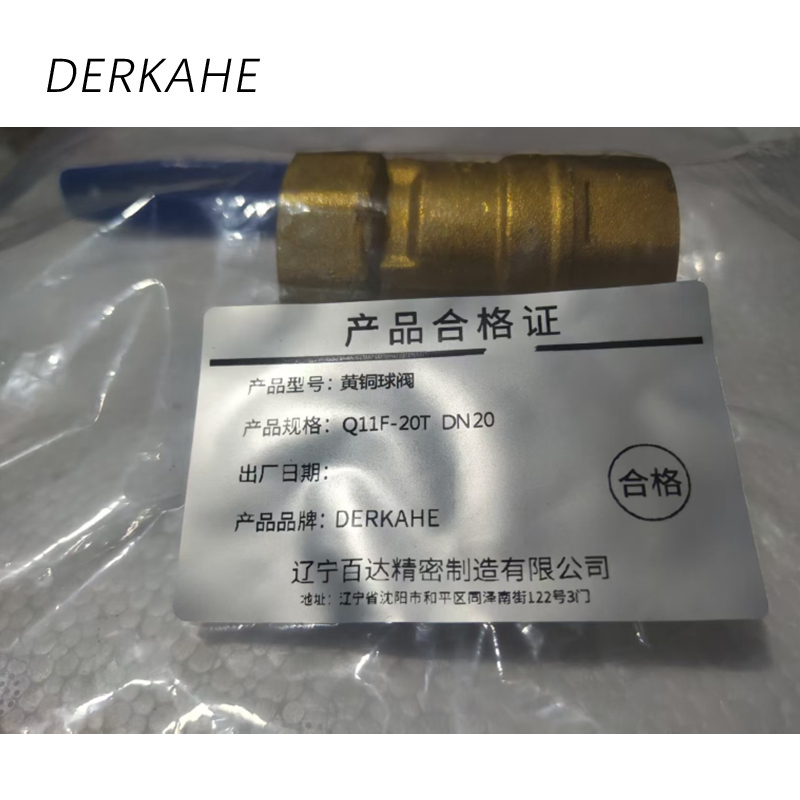 DERKAHE
产品合格证
产品型号：黄铜球阀
产品规格：Q11F-20T DN20
出厂日期：
合格
产品品牌：DERKAHE
辽宁百达精密制造有限公司
地址：辽宁省沈阳市和平区同泽南街122号3门